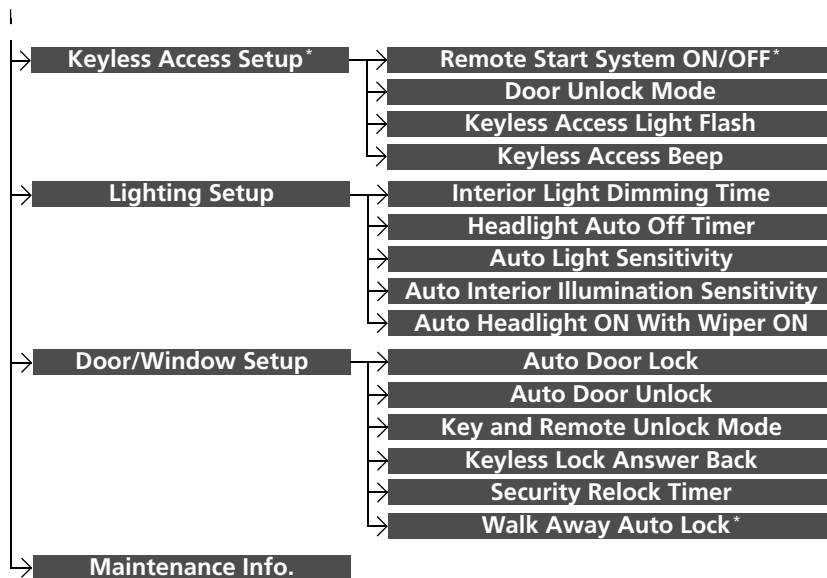 Keyless Access Setup*
Remote Start System ON/OFF*
Door Unlock Mode
Keyless Access Light Flash
Keyless Access Beep
Lighting Setup
Interior Light Dimming Time
Headlight Auto Off Timer
Auto Light Sensitivity
Auto Interior Illumination Sensitivity
Auto Headlight ON With Wiper ON
Door/Window Setup
Auto Door Lock
Auto Door Unlock
Key and Remote Unlock Mode
Keyless Lock Answer Back
Security Relock Timer
Walk Away Auto Lock*
Maintenance Info.